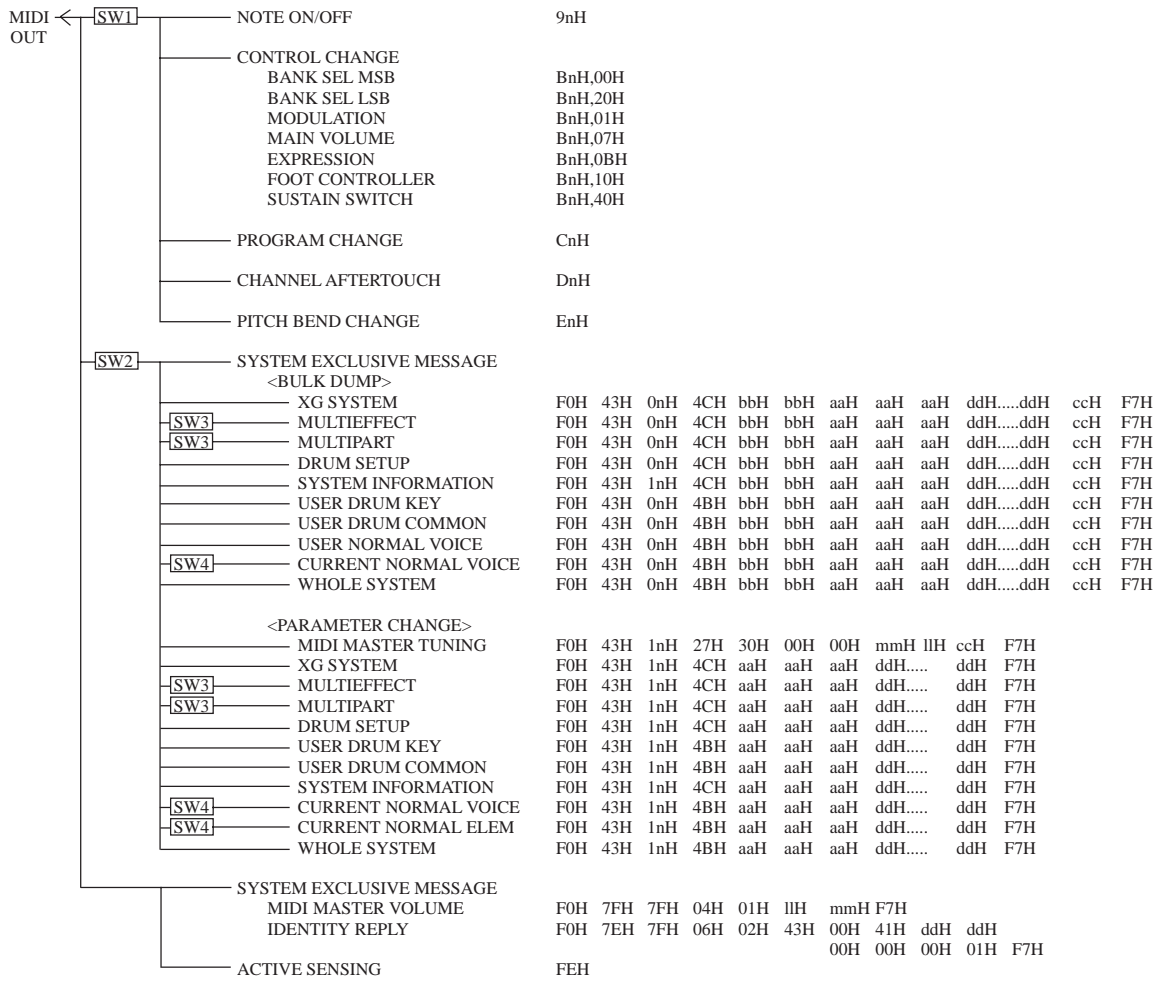 MIDI OUT SW1 NOTE ON/OFF 9nH
CONTROL CHANGE
BANK SEL MSB BnH,00H
BANK SEL LSB BnH,20H
MODULATION BnH,01H
MAIN VOLUME BnH,07H
EXPRESSION BnH,0BH
FOOT CONTROLLER BnH,10H
SUSTAIN SWITCH BnH,40H
PROGRAM CHANGE CnH
CHANNEL AFTERTOUCH DnH
PITCH BEND CHANGE EnH
SW2 SYSTEM EXCLUSIVE MESSAGE
<BULK DUMP>
XG SYSTEM F0H 43H 0nH 4CH bbH bbH aaH aaH aaH ddH.....ddH ccH F7H
SW3 MULTIEFFECT F0H 43H 0nH 4CH bbH bbH aaH aaH aaH ddH.....ddH ccH F7H
SW3 MULTIPART F0H 43H 0nH 4CH bbH bbH aaH aaH aaH ddH.....ddH ccH F7H
DRUM SETUP F0H 43H 0nH 4CH bbH bbH aaH aaH aaH ddH.....ddH ccH F7H
SYSTEM INFORMATION F0H 43H 1nH 4CH bbH bbH aaH aaH aaH ddH.....ddH ccH F7H
USER DRUM KEY F0H 43H 0nH 4BH bbH bbH aaH aaH aaH ddH.....ddH ccH F7H
USER DRUM COMMON F0H 43H 0nH 4BH bbH bbH aaH aaH aaH ddH.....ddH ccH F7H
USER NORMAL VOICE F0H 43H 0nH 4BH bbH bbH aaH aaH aaH ddH.....ddH ccH F7H
SW4 CURRENT NORMAL VOICE F0H 43H 0nH 4BH bbH bbH aaH aaH aaH ddH.....ddH ccH F7H
WHOLE SYSTEM F0H 43H 0nH 4BH bbH bbH aaH aaH aaH ddH.....ddH ccH F7H
<PARAMETER CHANGE>
MIDI MASTER TUNING F0H 43H 1nH 27H 30H 00H 00H mmH llH ccH F7H
XG SYSTEM F0H 43H 1nH 4CH aaH aaH aaH ddH..... ddH F7H
SW3 MULTIEFFECT F0H 43H 1nH 4CH aaH aaH aaH ddH..... ddH F7H
SW3 MULTIPART F0H 43H 1nH 4CH aaH aaH aaH ddH..... ddH F7H
DRUM SETUP F0H 43H 1nH 4CH aaH aaH aaH ddH..... ddH F7H
USER DRUM KEY F0H 43H 1nH 4BH aaH aaH aaH ddH..... ddH F7H
USER DRUM COMMON F0H 43H 1nH 4BH aaH aaH aaH ddH..... ddH F7H
SYSTEM INFORMATION F0H 43H 1nH 4CH aaH aaH aaH ddH..... ddH F7H
SW4 CURRENT NORMAL VOICE F0H 43H 1nH 4BH aaH aaH aaH ddH..... ddH F7H
SW4 CURRENT NORMAL ELEM F0H 43H 1nH 4BH aaH aaH aaH ddH..... ddH F7H
WHOLE SYSTEM F0H 43H 1nH 4BH aaH aaH aaH ddH..... ddH F7H
SYSTEM EXCLUSIVE MESSAGE
MIDI MASTER VOLUME F0H 7FH 7FH 04H 01H llH mmH F7H
IDENTITY REPLY F0H 7EH 7FH 06H 02H 43H 00H 41H ddH ddH
00H 00H 00H 01H F7H
ACTIVE SENSING FEH